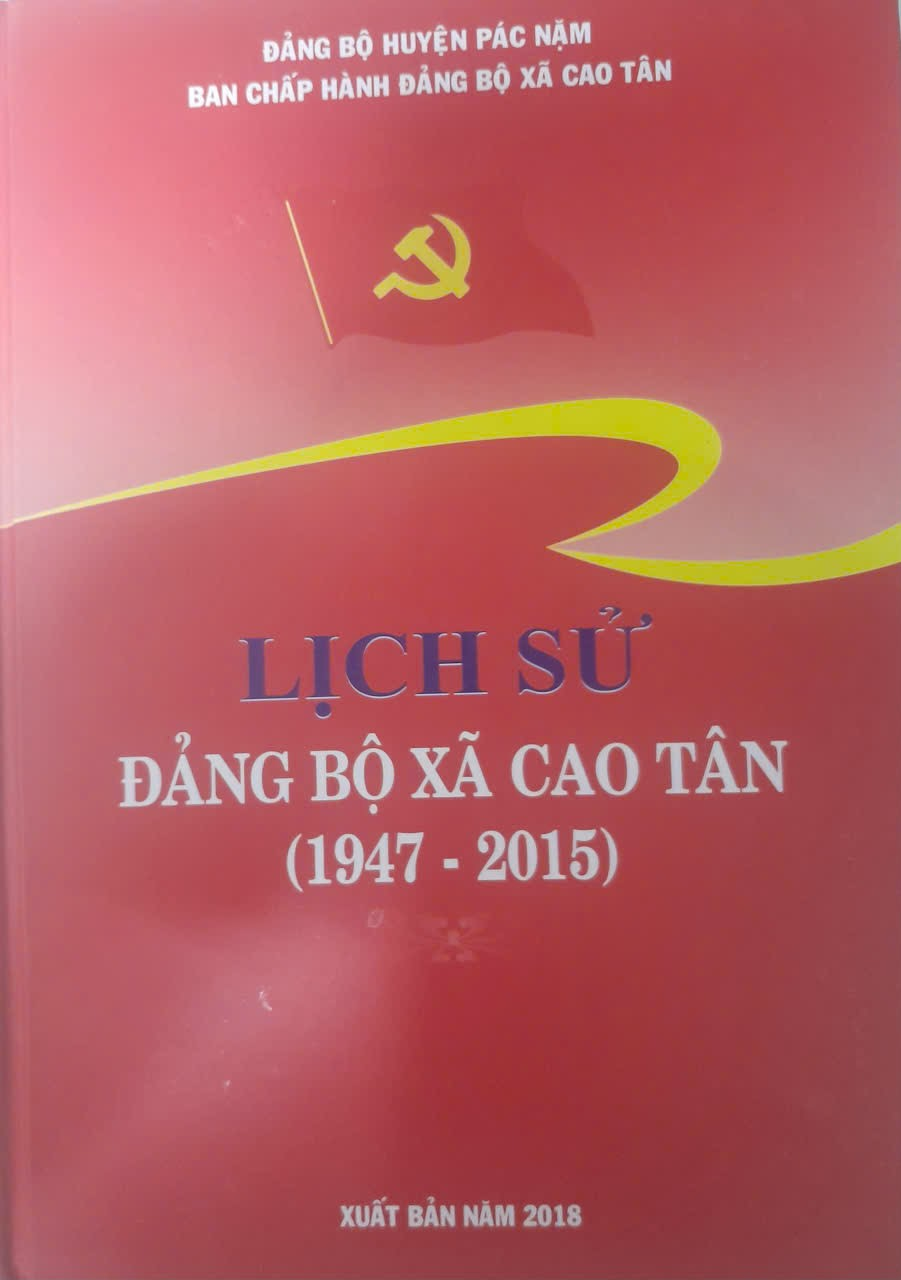 ĐẢNG BỘ HUYỆN PÁC NẶM
BAN CHẤP HÀNH ĐẢNG BỘ XÃ CAO TÂN
LỊCH SỬ
ĐẢNG BỘ XÃ CAO TÂN
(1947 - 2015)
XUẤT BẢN NĂM 2018